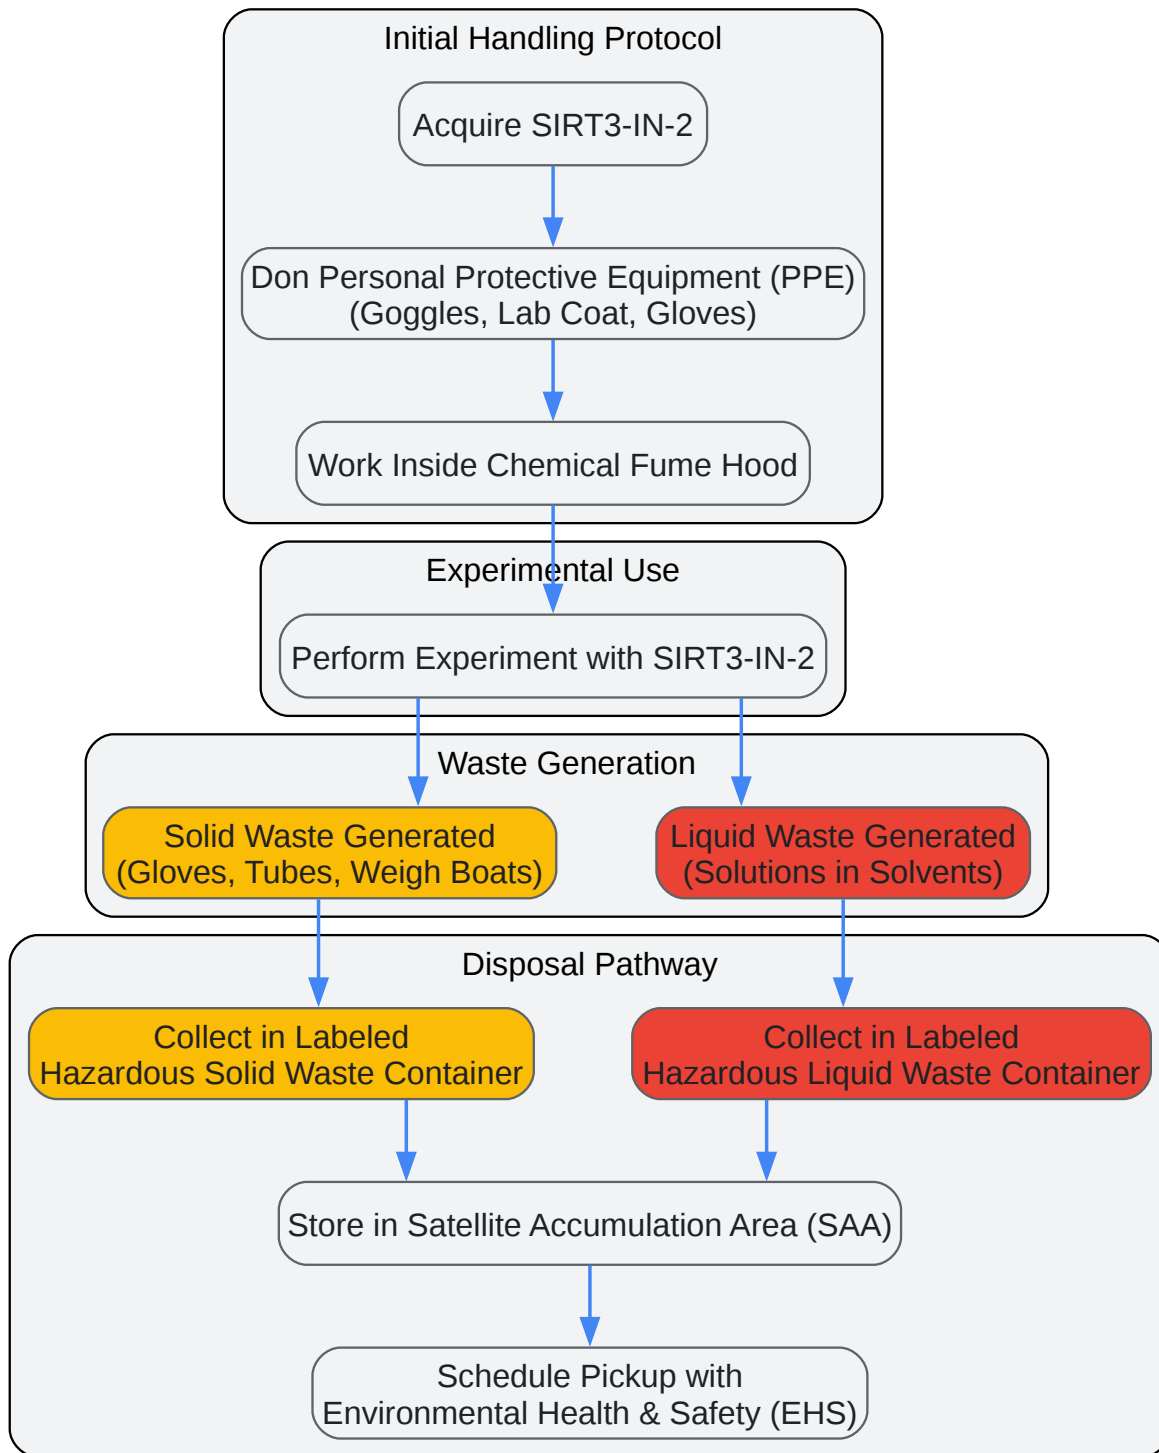 Initial Handling Protocol
Acquire SIRT3-IN-2
Don Personal Protective Equipment (PPE)
(Goggles, Lab Coat, Gloves)
Work Inside Chemical Fume Hood
Experimental Use
Perform Experiment with SIRT3-IN-2
Waste Generation
Solid Waste Generated
(Gloves, Tubes, Weigh Boats)
Liquid Waste Generated
(Solutions in Solvents)
Disposal Pathway
Collect in Labeled
Hazardous Solid Waste Container
Collect in Labeled
Hazardous Liquid Waste Container
Store in Satellite Accumulation Area (SAA)
Schedule Pickup with
Environmental Health & Safety (EHS)